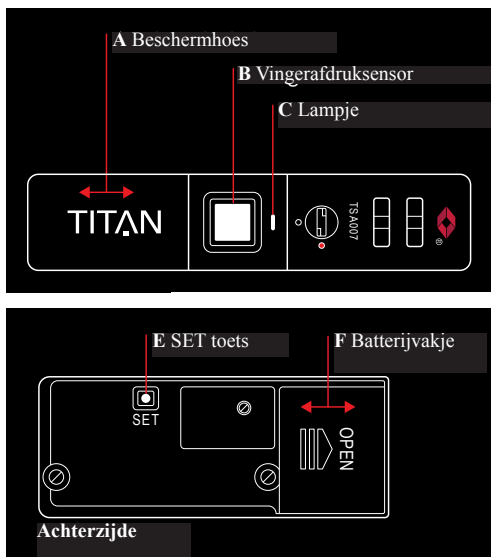 A Beschermhoes
B Vingerafdruksensor
C Lampje
TITAN
TSA007
®
E SET toets
F Batterijvakje
SET
OPEN
Achterzijde